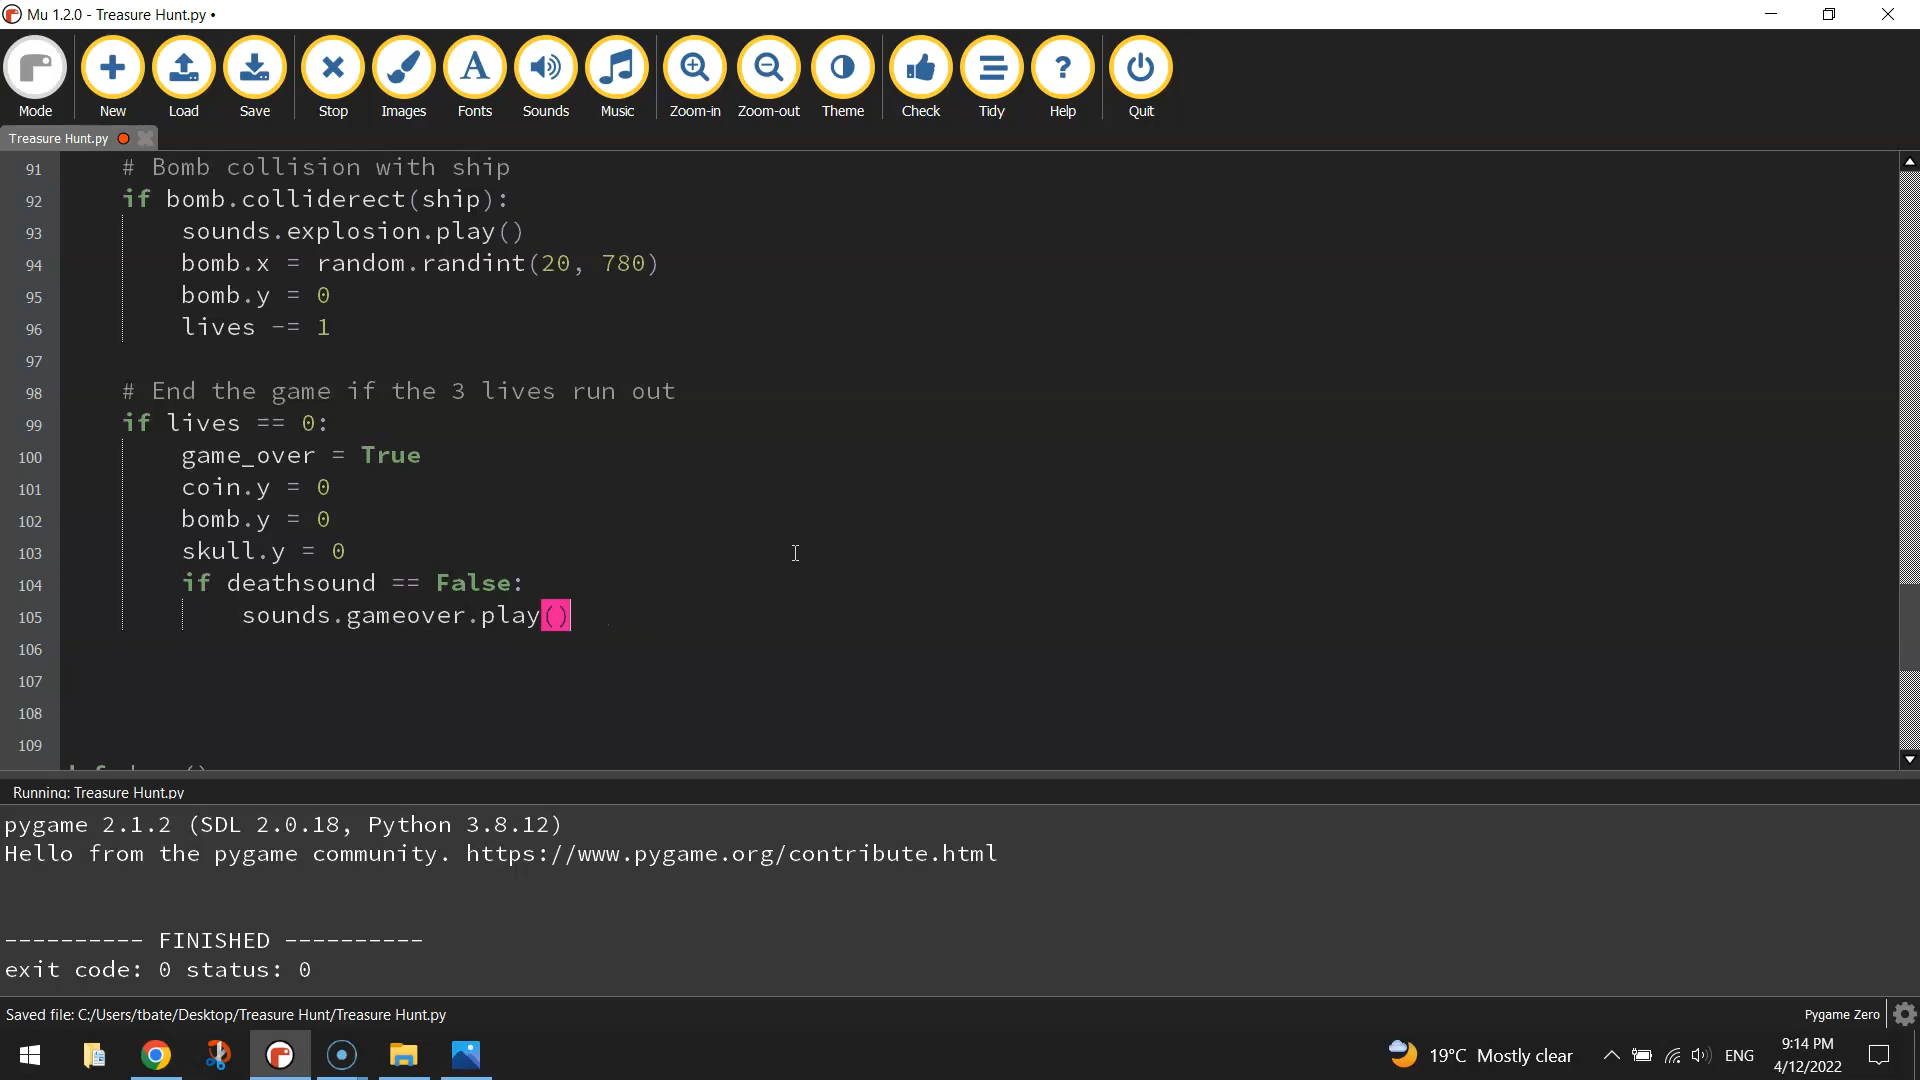 Mu 1.2.0 - Treasure Hunt.py •
Mode New Load Save Stop Images Fonts Sounds Music Zoom-in Zoom-out Theme Check Tidy Help Quit
Treasure Hunt.py
91 # Bomb collision with ship
92 if bomb.colliderect(ship):
93 sounds.explosion.play()
94 bomb.x = random.randint(20, 780)
95 bomb.y = 0
96 lives -= 1
97
98 # End the game if the 3 lives run out
99 if lives == 0:
100 game_over = True
101 coin.y = 0
102 bomb.y = 0
103 skull.y = 0
104 if deathsound == False:
105 sounds.gameover.play()
106
107
108
109
Running: Treasure Hunt.py
pygame 2.1.2 (SDL 2.0.18, Python 3.8.12)
Hello from the pygame community. https://www.pygame.org/contribute.html
---------- FINISHED ----------
exit code: 0 status: 0
Saved file: C:/Users/tbate/Desktop/Treasure Hunt/Treasure Hunt.py
Pygame Zero
19°C Mostly clear
ENG
9:14 PM
4/12/2022